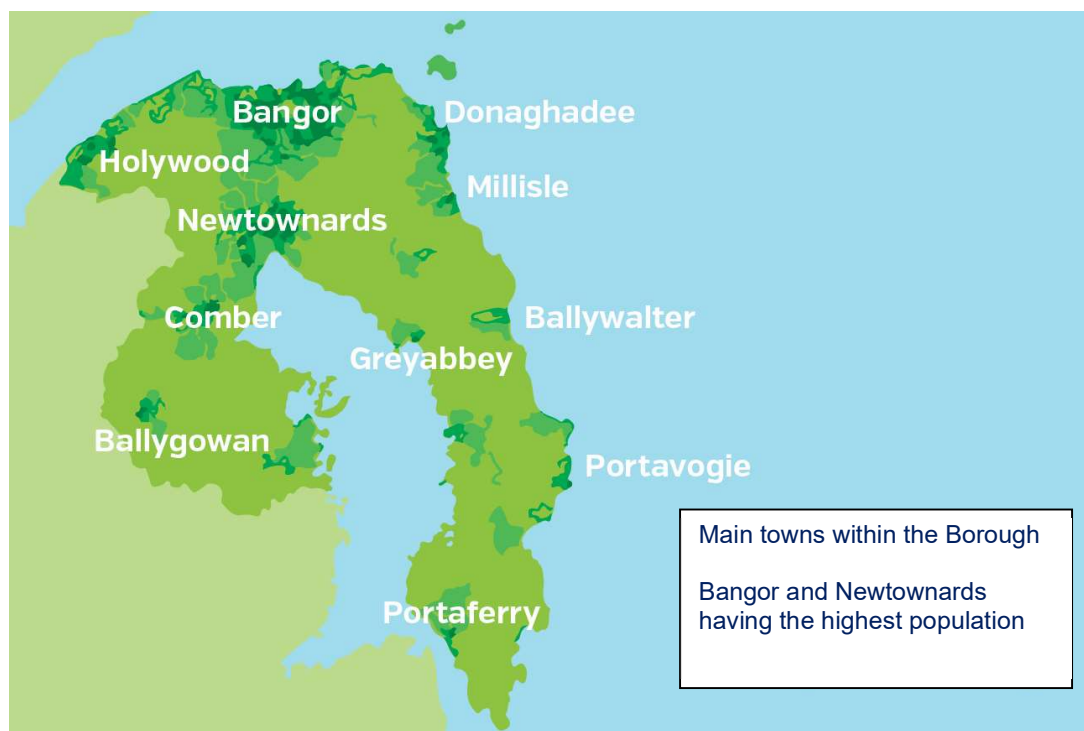 Bangor
Donaghadee
Holywood
Millisle
Newtownards
Comber
Ballywalter
Greyabbey
Ballygowan
Portavogie
Main towns within the Borough
Bangor and Newtownards
having the highest population
Portaferry